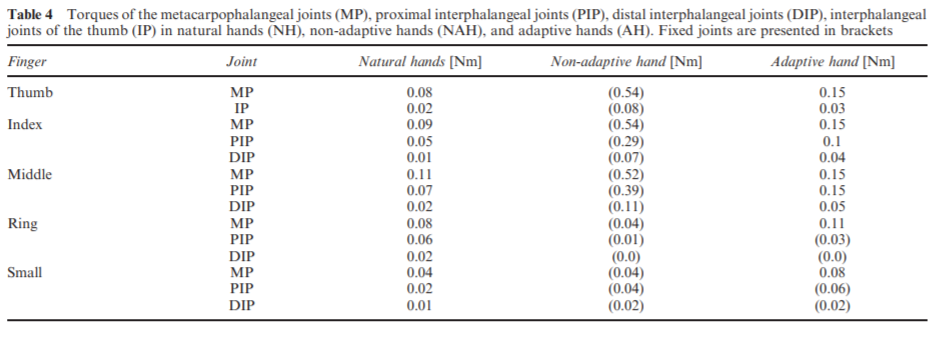 Table 4 Torques of the metacarpophalangeal joints (MP), proximal interphalangeal joints (PIP), distal interphalangeal joints (DIP), interphalangeal
joints of the thumb (IP) in natural hands (NH), non-adaptive hands (NAH), and adaptive hands (AH). Fixed joints are presented in brackets
Finger Joint Natural hands [Nm] Non-adaptive hand [Nm] Adaptive hand [Nm]
Thumb MP 0.08 (0.54) 0.15
IP 0.02 (0.08) 0.03
Index MP 0.09 (0.54) 0.15
PIP 0.05 (0.29) 0.1
DIP 0.01 (0.07) 0.04
Middle MP 0.11 (0.52) 0.15
PIP 0.07 (0.39) 0.15
DIP 0.02 (0.11) 0.05
Ring MP 0.08 (0.04) 0.11
PIP 0.06 (0.01) (0.03)
DIP 0.02 (0.0) (0.0)
Small MP 0.04 (0.04) 0.08
PIP 0.02 (0.04) (0.06)
DIP 0.01 (0.02) (0.02)